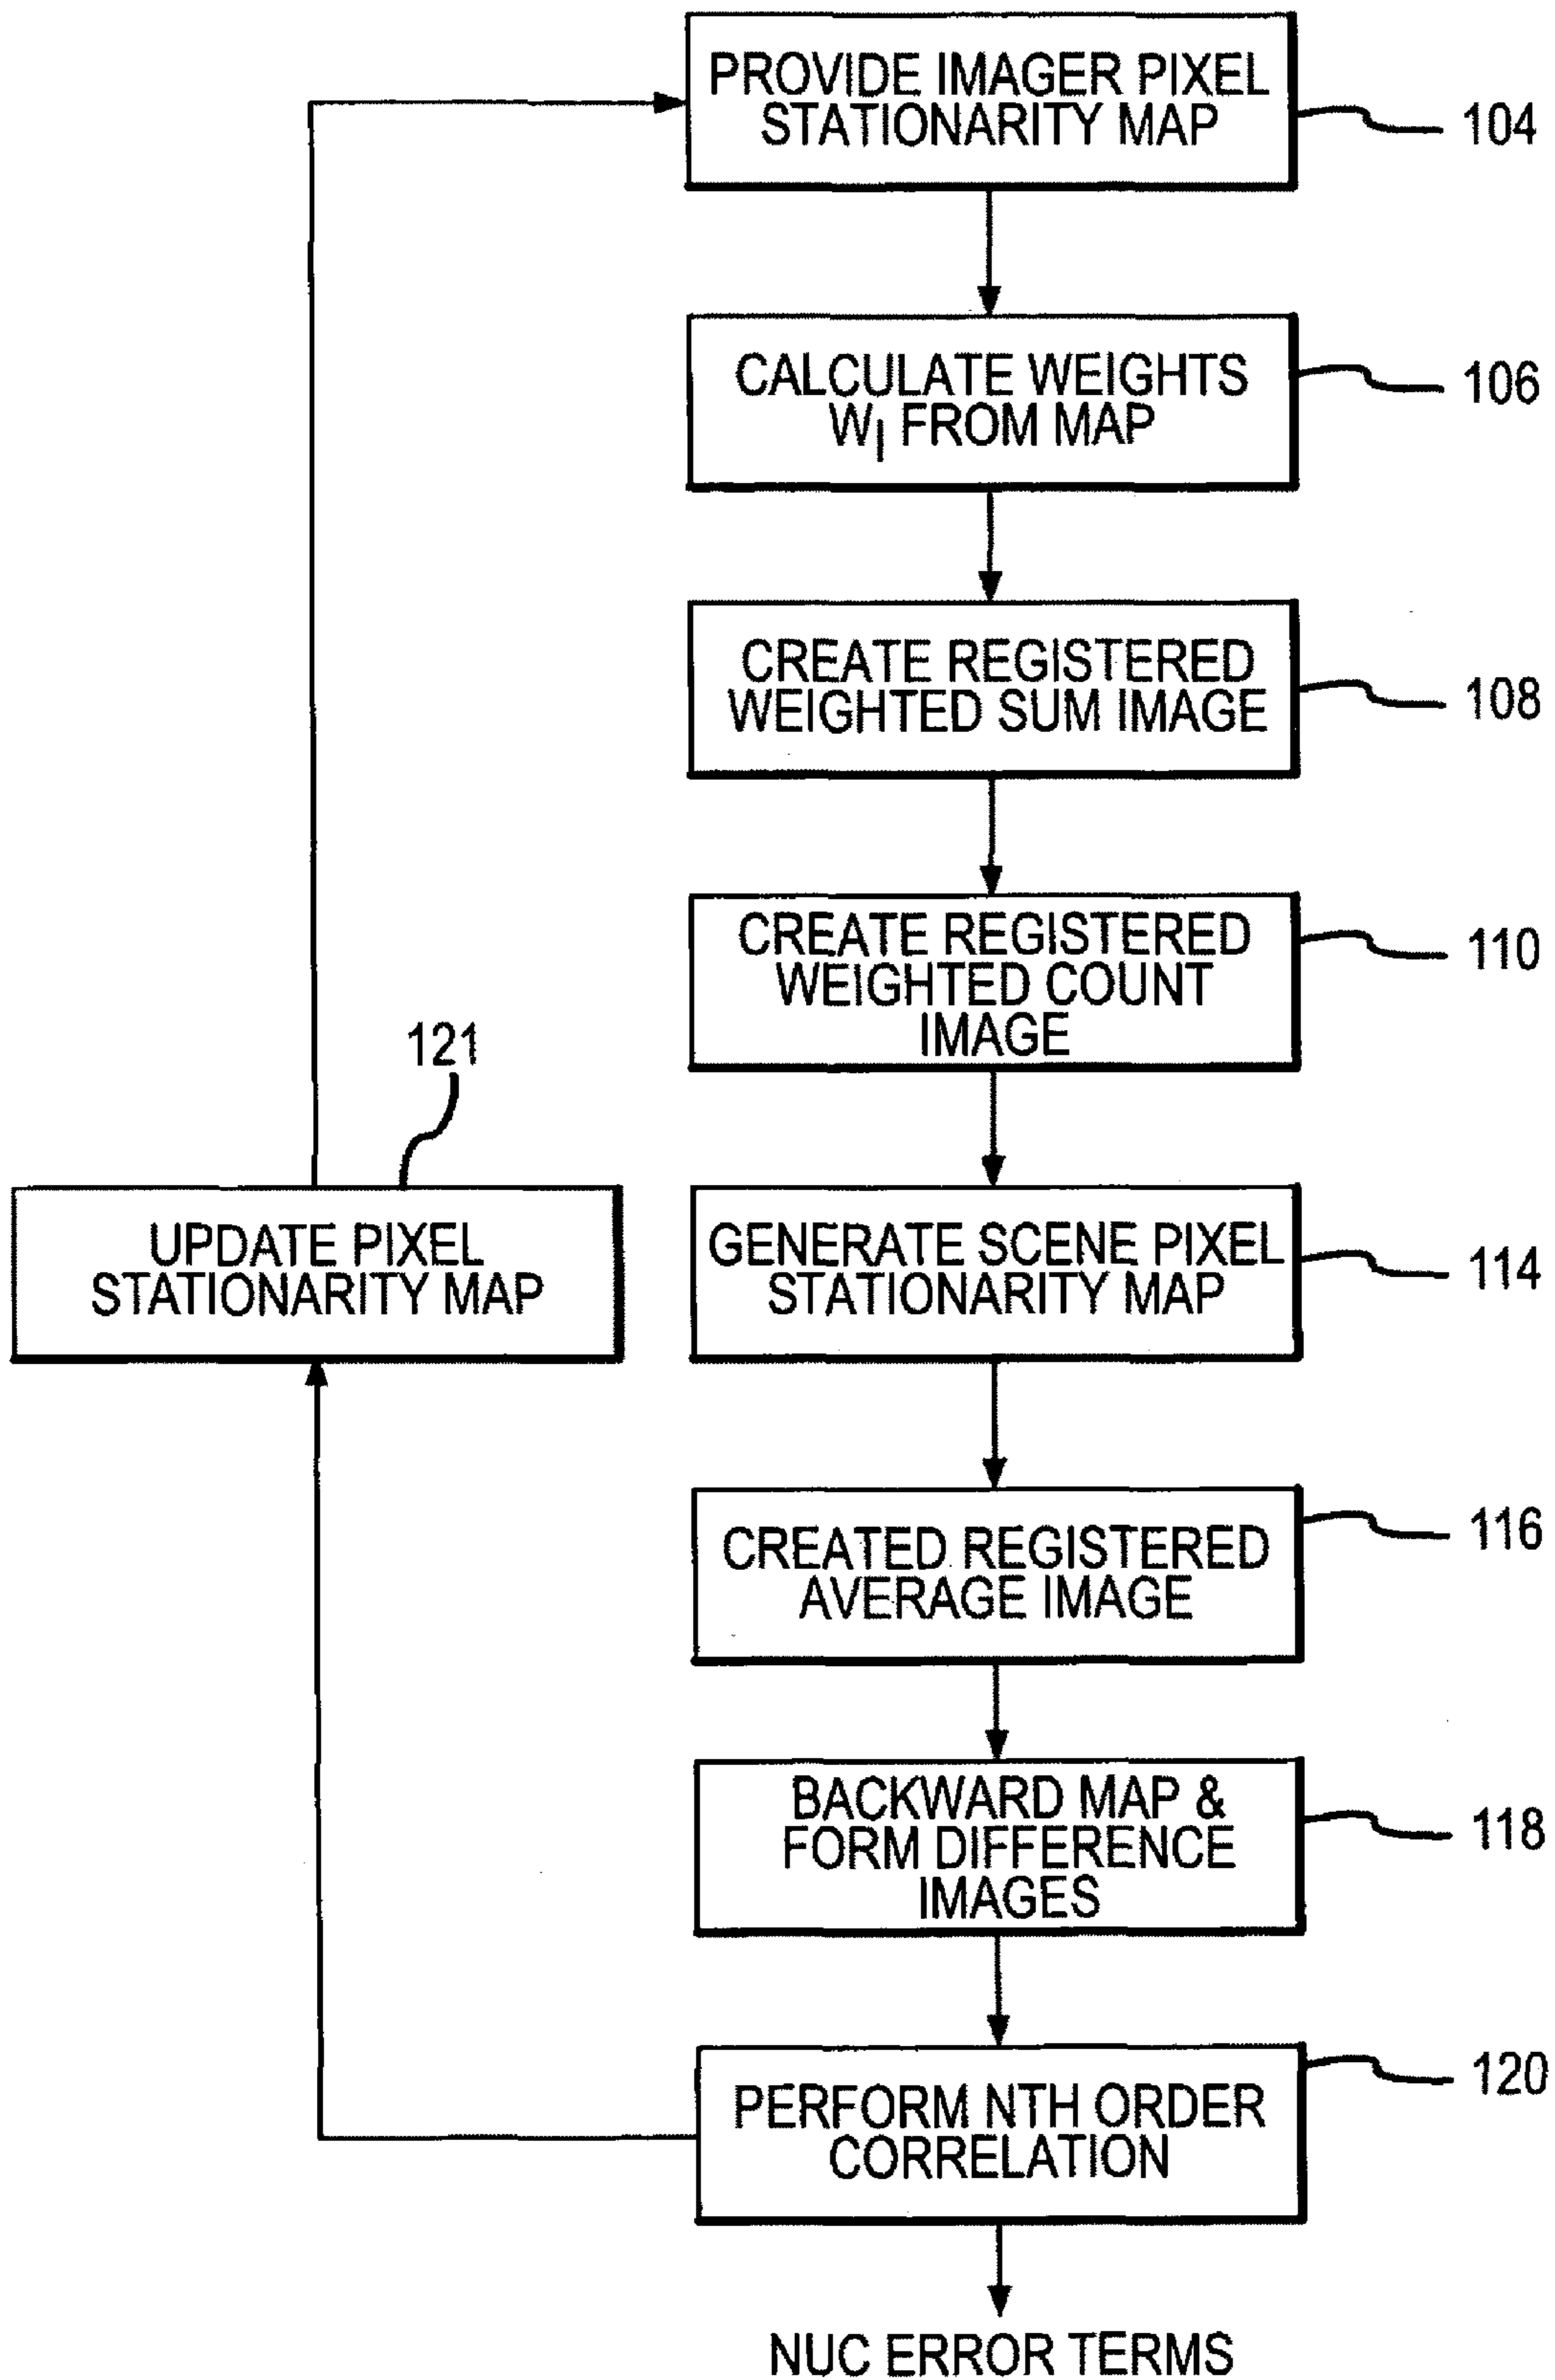 PROVIDE IMAGER PIXEL
STATIONARITY MAP
104
CALCULATE WEIGHTS
WI FROM MAP
106
CREATE REGISTERED
WEIGHTED SUM IMAGE
108
CREATE REGISTERED
WEIGHTED COUNT
IMAGE
110
121
UPDATE PIXEL
STATIONARITY MAP
GENERATE SCENE PIXEL
STATIONARITY MAP
114
CREATED REGISTERED
AVERAGE IMAGE
116
BACKWARD MAP &
FORM DIFFERENCE
IMAGES
118
PERFORM NTH ORDER
CORRELATION
120
NUC ERROR TERMS